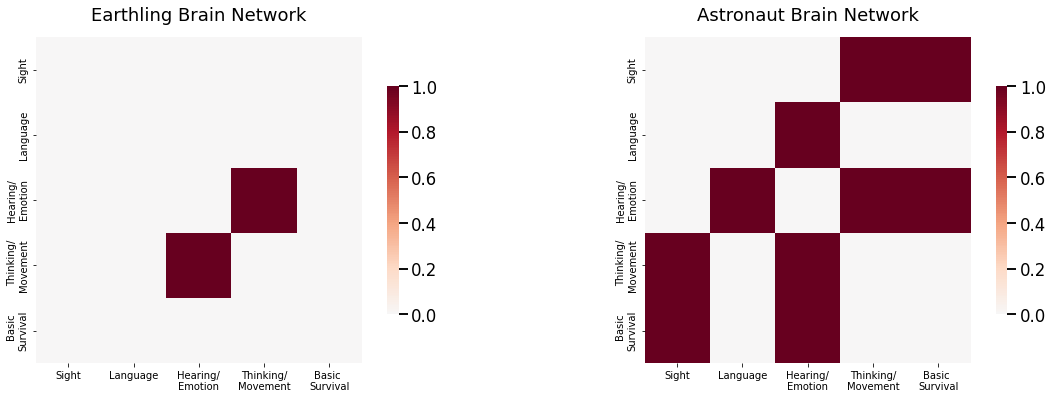 Earthling Brain Network
Sight
Language
Hearing/
Emotion
Thinking/
Movement
Basic
Survival
Sight
Language
Hearing/
Emotion
Thinking/
Movement
Basic
Survival
1.0
0.8
0.6
0.4
0.2
0.0
Astronaut Brain Network
Sight
Language
Hearing/
Emotion
Thinking/
Movement
Basic
Survival
Sight
Language
Hearing/
Emotion
Thinking/
Movement
Basic
Survival
1.0
0.8
0.6
0.4
0.2
0.0